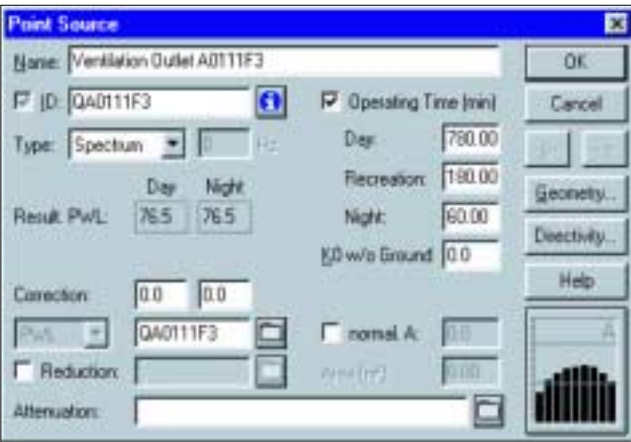 Point Source
Name: Ventilation Outlet A0111F3
OK
ID: QA0111F3
Operating Time (min)
Cancel
Type: Spectrum 0 Hz
Day: 780.00
Day Night
Recreation: 180.00
Geometry...
Result. PWL: 76.5 76.5
Night: 60.00
Directivity...
K0 w/o Ground 0.0
Help
Correction: 0.0 0.0
PWL QA0111F3
normal. A: 0.0
A
Reduction:
Area (m²) 0.00
Attenuation: